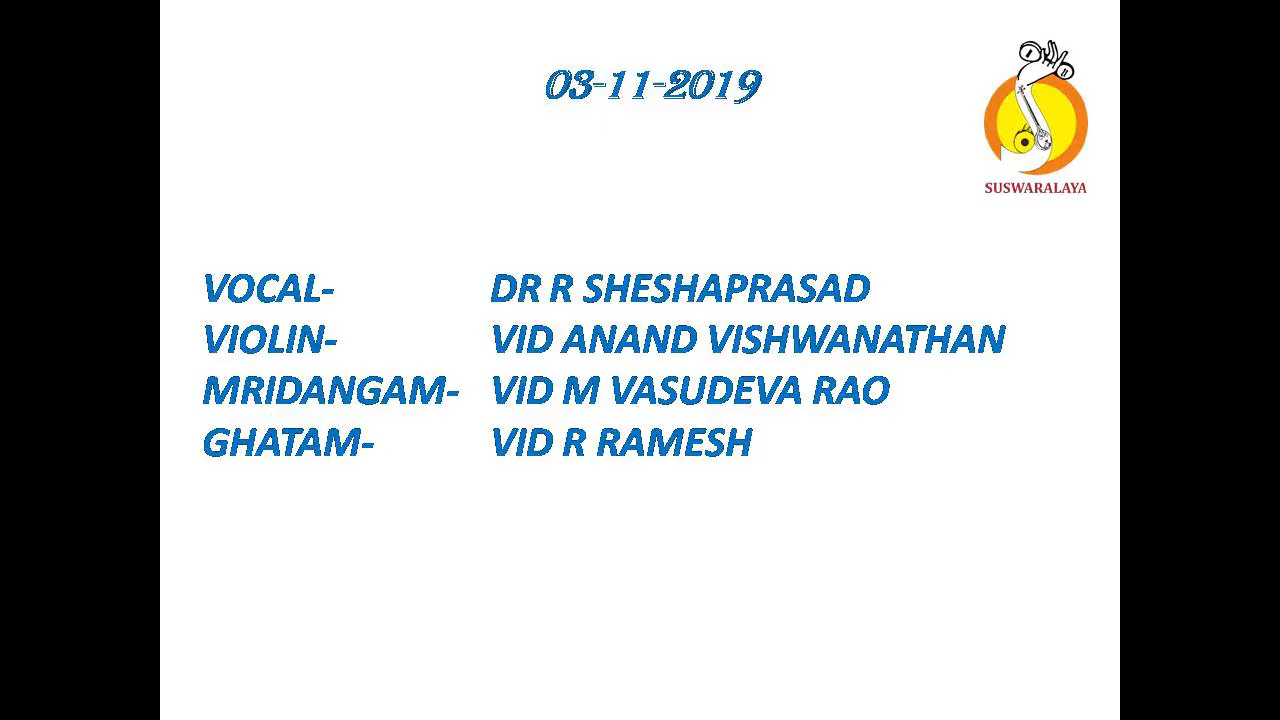 03-11-2019
SUSWARALAYA
VOCAL- DR R SHESHAPRASAD
VIOLIN- VID ANAND VISHWANATHAN
MRIDANGAM- VID M VASUDEVA RAO
GHATAM- VID R RAMESH